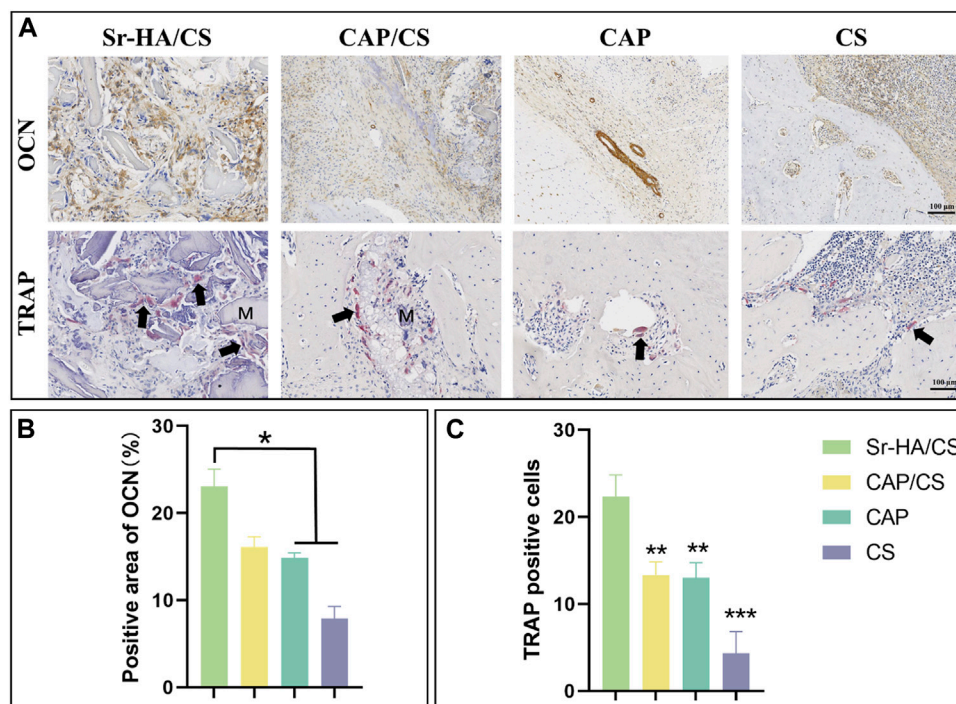 A
Sr-HA/CS CAP/CS CAP CS
OCN
100 μm
TRAP
M
M
100 μm
B
Positive area of OCN (%)
30
20
10
0
*
C
TRAP positive cells
30
20
10
0
** ** ***
Sr-HA/CS
CAP/CS
CAP
CS